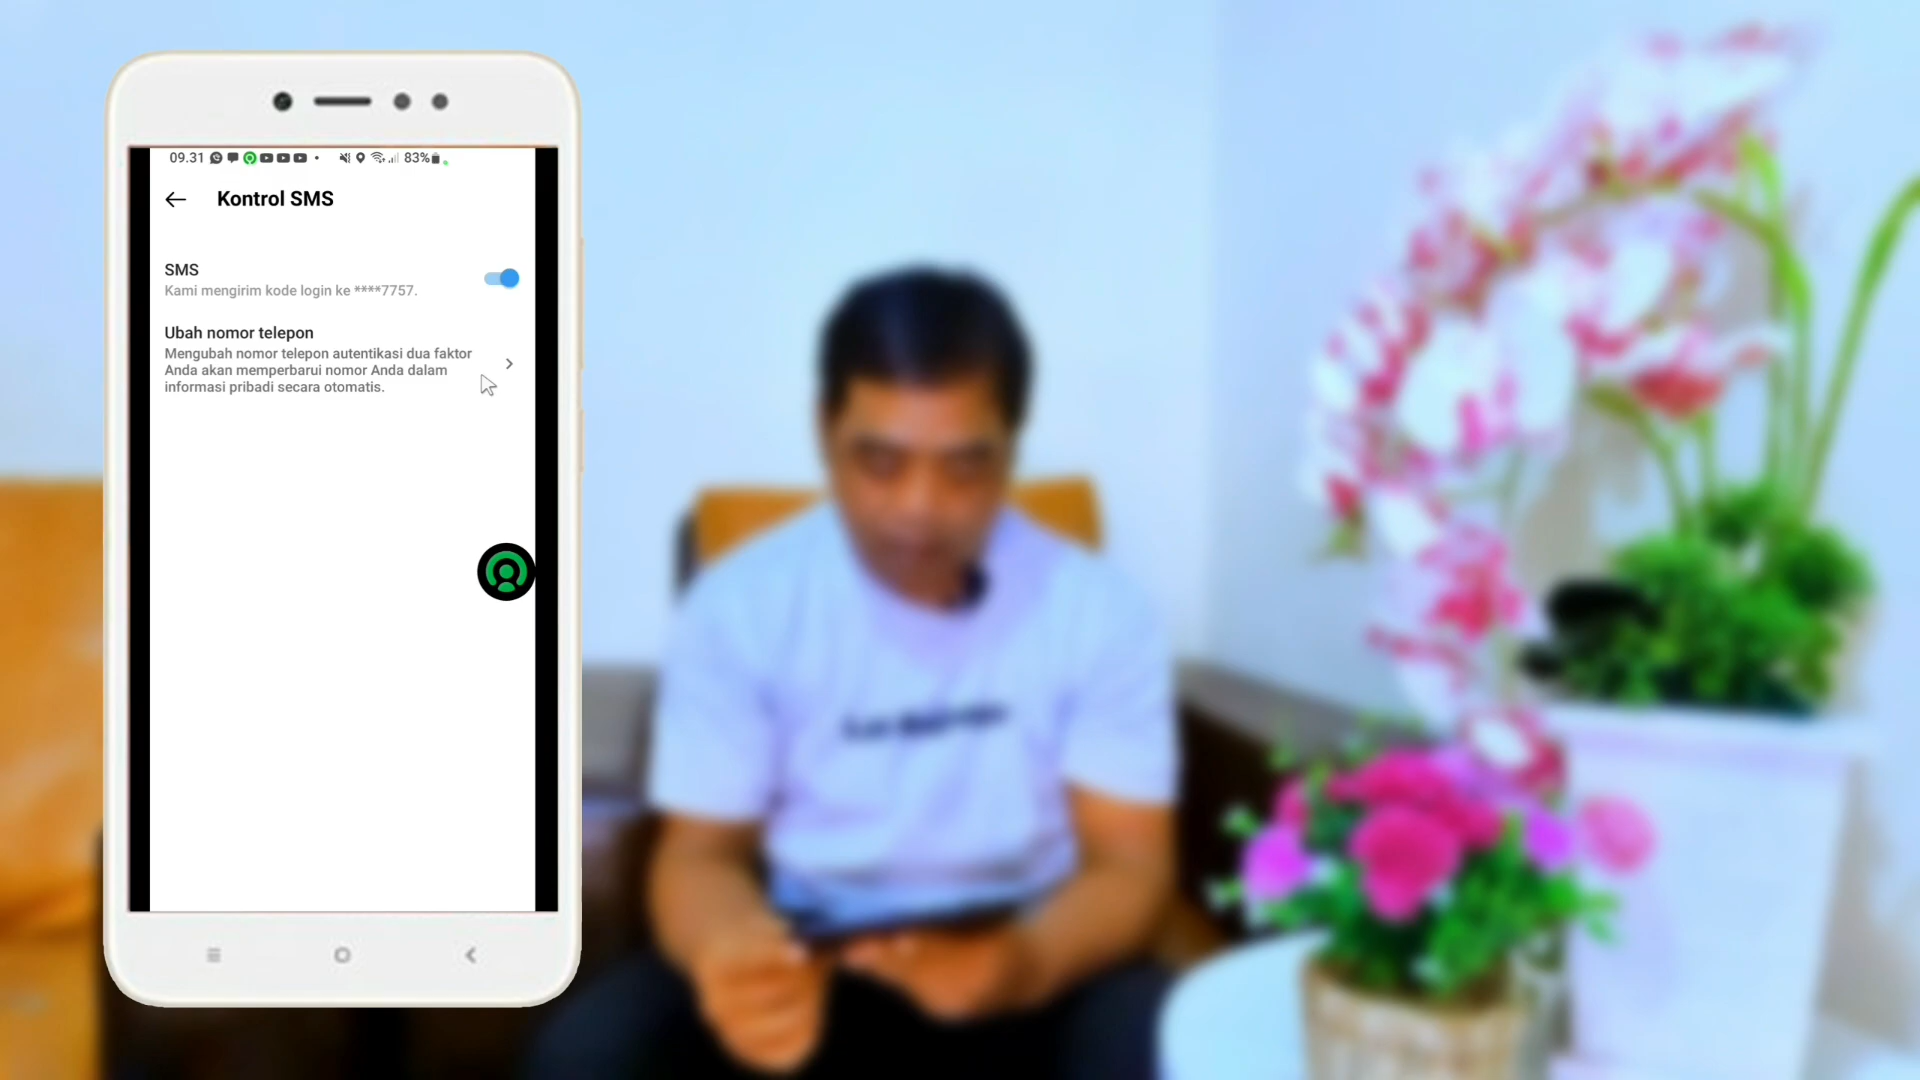 09.31 83%
Kontrol SMS
SMS
Kami mengirim kode login ke ****7757.
Ubah nomor telepon
Mengubah nomor telepon autentikasi dua faktor
Anda akan memperbarui nomor Anda dalam
informasi pribadi secara otomatis.